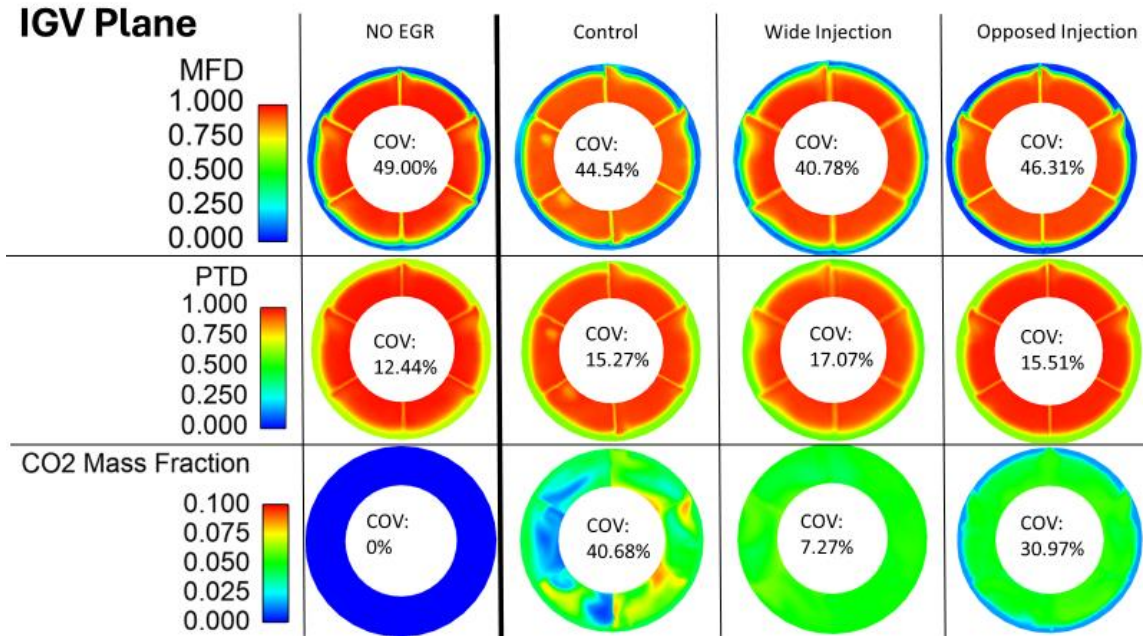 IGV Plane
NO EGR
Control
Wide Injection
Opposed Injection
MFD
1.000
0.750
0.500
0.250
0.000
COV:
49.00%
COV:
44.54%
COV:
40.78%
COV:
46.31%
PTD
1.000
0.750
0.500
0.250
0.000
COV:
12.44%
COV:
15.27%
COV:
17.07%
COV:
15.51%
CO2 Mass Fraction
0.100
0.075
0.050
0.025
0.000
COV:
0%
COV:
40.68%
COV:
7.27%
COV:
30.97%